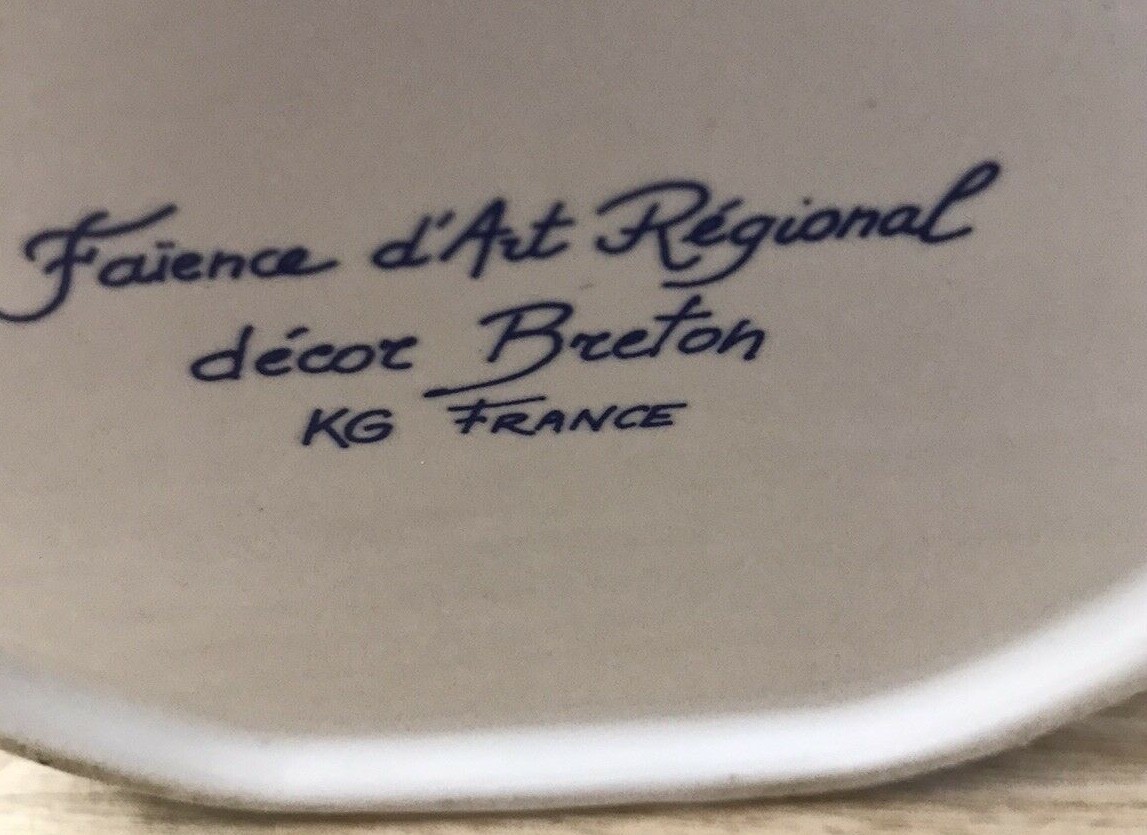 Faïence d'Art Régional
décor Breton
KG FRANCE